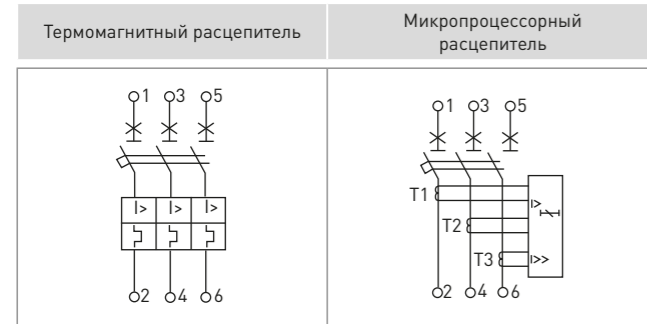 Термомагнитный расцепитель
Микропроцессорный
расцепитель
1 3 5
I> I> I>
2 4 6
1 3 5
T1
I>
T2
T3
I>>
2 4 6